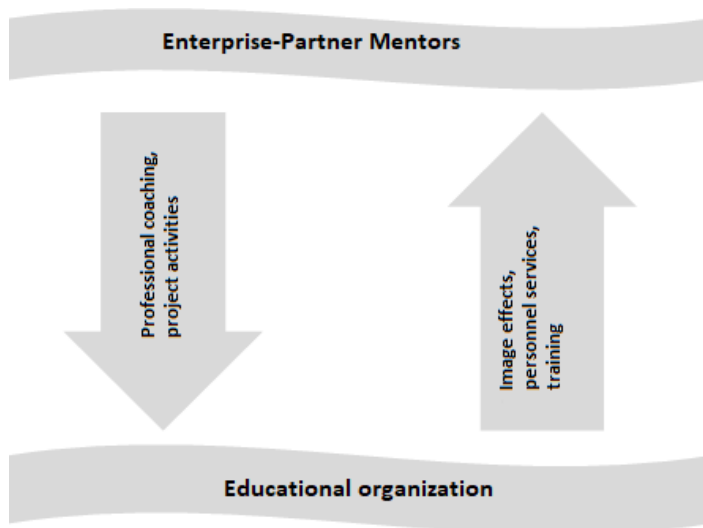 Enterprise-Partner Mentors
Professional coaching,
project activities
Image effects,
personnel services,
training
Educational organization